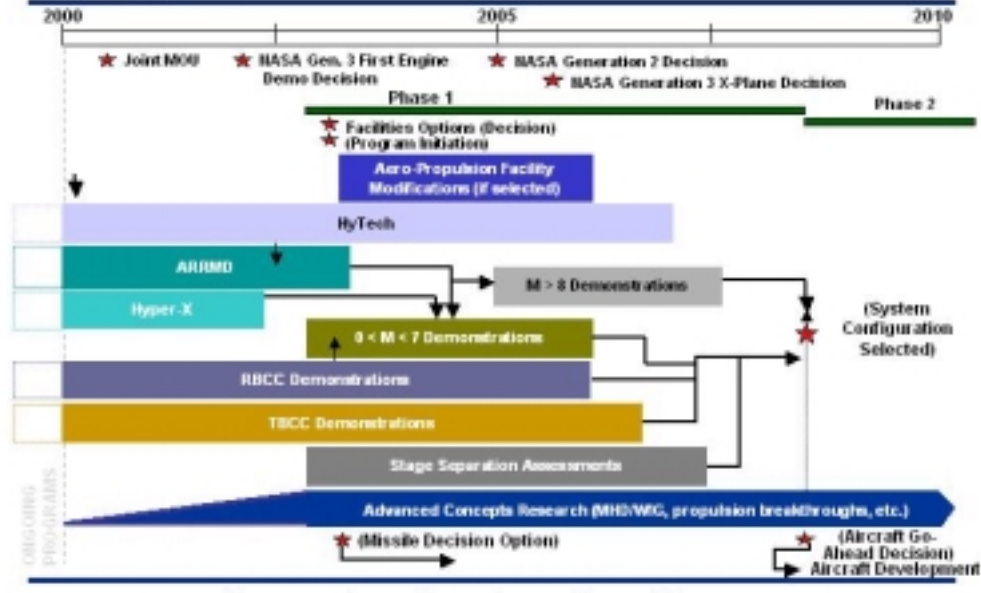 2000 2005 2010
Joint MOU
NASA Gen. 3 First Engine
Demo Decision
NASA Generation 2 Decision
NASA Generation 3 X-Plane Decision
Phase 1
Phase 2
Facilities Options (Decision)
(Program Initiation)
Aero-Propulsion Facility
Modifications (if selected)
HyTech
ARRMD
M > 8 Demonstrations
Hyper-X
(System
Configuration
Selected)
0 < M < 7 Demonstrations
RBCC Demonstrations
TBCC Demonstrations
Stage Separation Assessments
ONGOING
PROGRAMS
Advanced Concepts Research (MHD/WIG, propulsion breakthroughs, etc.)
(Missile Decision Option)
(Aircraft Go-
Ahead Decision)
Aircraft Development